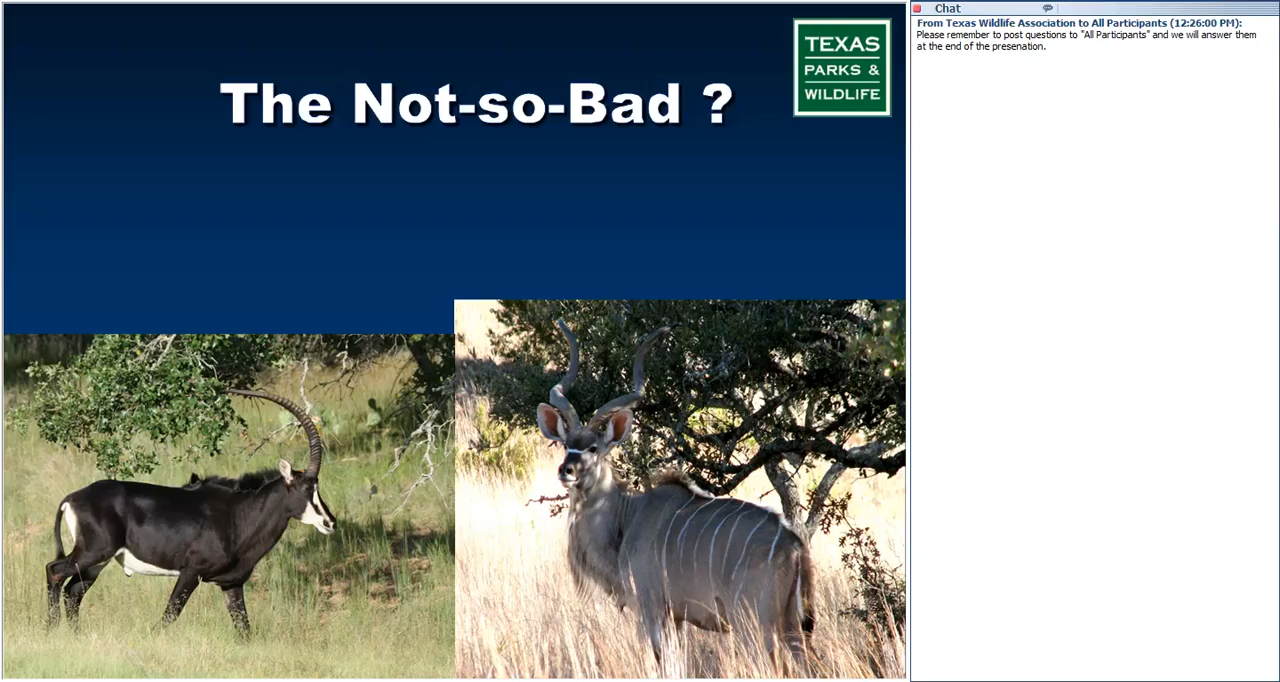 The Not-so-Bad ?
TEXAS
PARKS &
WILDLIFE
Chat
From Texas Wildlife Association to All Participants (12:26:00 PM):
Please remember to post questions to "All Participants" and we will answer them
at the end of the presenation.